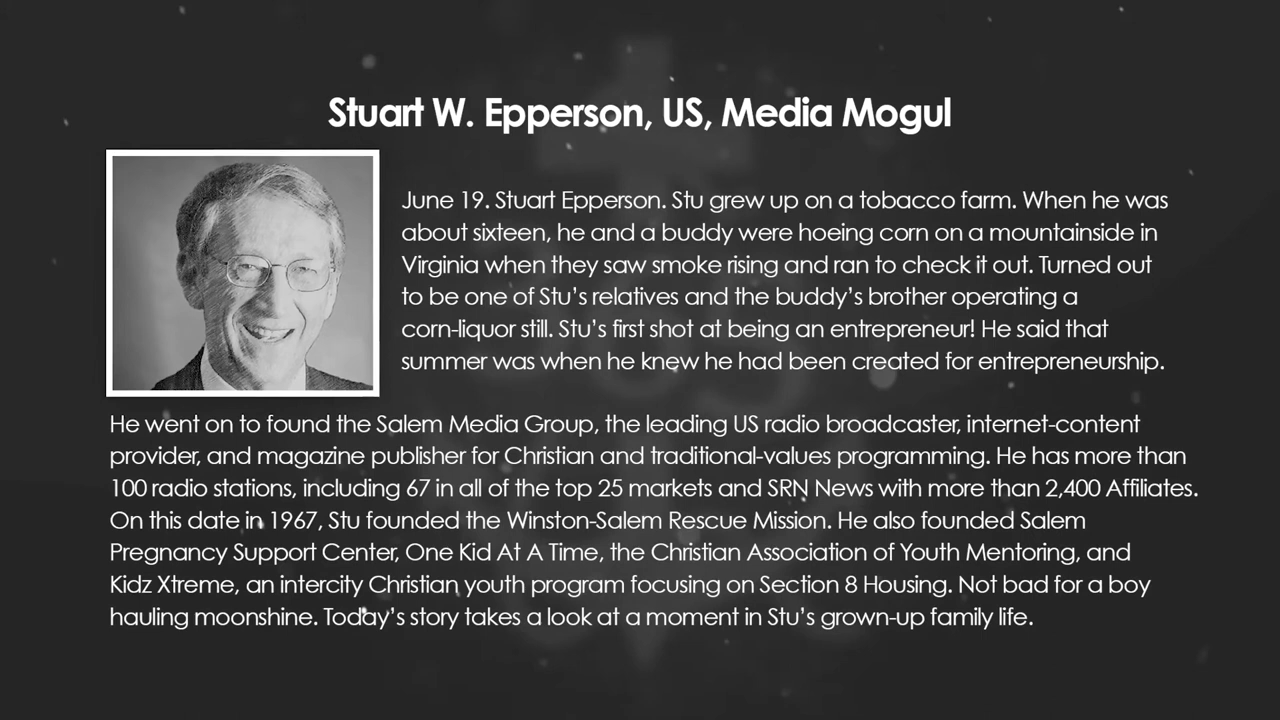 Stuart W. Epperson, US, Media Mogul
June 19. Stuart Epperson. Stu grew up on a tobacco farm. When he was
about sixteen, he and a buddy were hoeing corn on a mountainside in
Virginia when they saw smoke rising and ran to check it out. Turned out
to be one of Stu’s relatives and the buddy’s brother operating a
corn-liquor still. Stu’s first shot at being an entrepreneur! He said that
summer was when he knew he had been created for entrepreneurship.
He went on to found the Salem Media Group, the leading US radio broadcaster, internet-content
provider, and magazine publisher for Christian and traditional-values programming. He has more than
100 radio stations, including 67 in all of the top 25 markets and SRN News with more than 2,400 Affiliates.
On this date in 1967, Stu founded the Winston-Salem Rescue Mission. He also founded Salem
Pregnancy Support Center, One Kid At A Time, the Christian Association of Youth Mentoring, and
Kidz Xtreme, an intercity Christian youth program focusing on Section 8 Housing. Not bad for a boy
hauling moonshine. Today’s story takes a look at a moment in Stu’s grown-up family life.